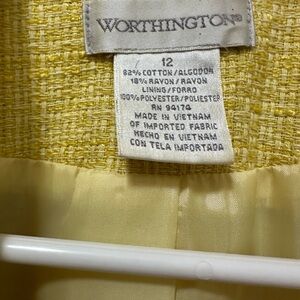 WORTHINGTON®
12
82% COTTON/ALGODON
18% RAYON/RAYON
LINING/FORRO
100% POLYESTER/POLIESTER
RN 94174
MADE IN VIETNAM
OF IMPORTED FABRIC
HECHO EN VIETNAM
CON TELA IMPORTADA